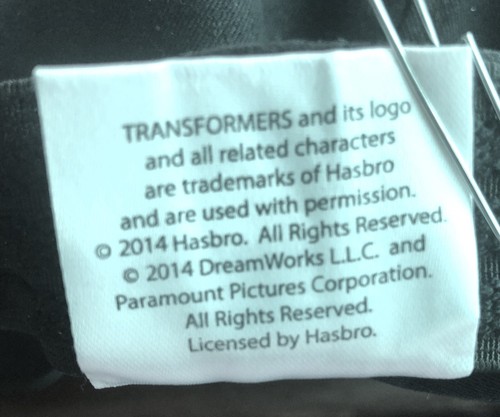 TRANSFORMERS and its logo
and all related characters
are trademarks of Hasbro
and are used with permission.
© 2014 Hasbro. All Rights Reserved.
© 2014 DreamWorks L.L.C. and
Paramount Pictures Corporation.
All Rights Reserved.
Licensed by Hasbro.